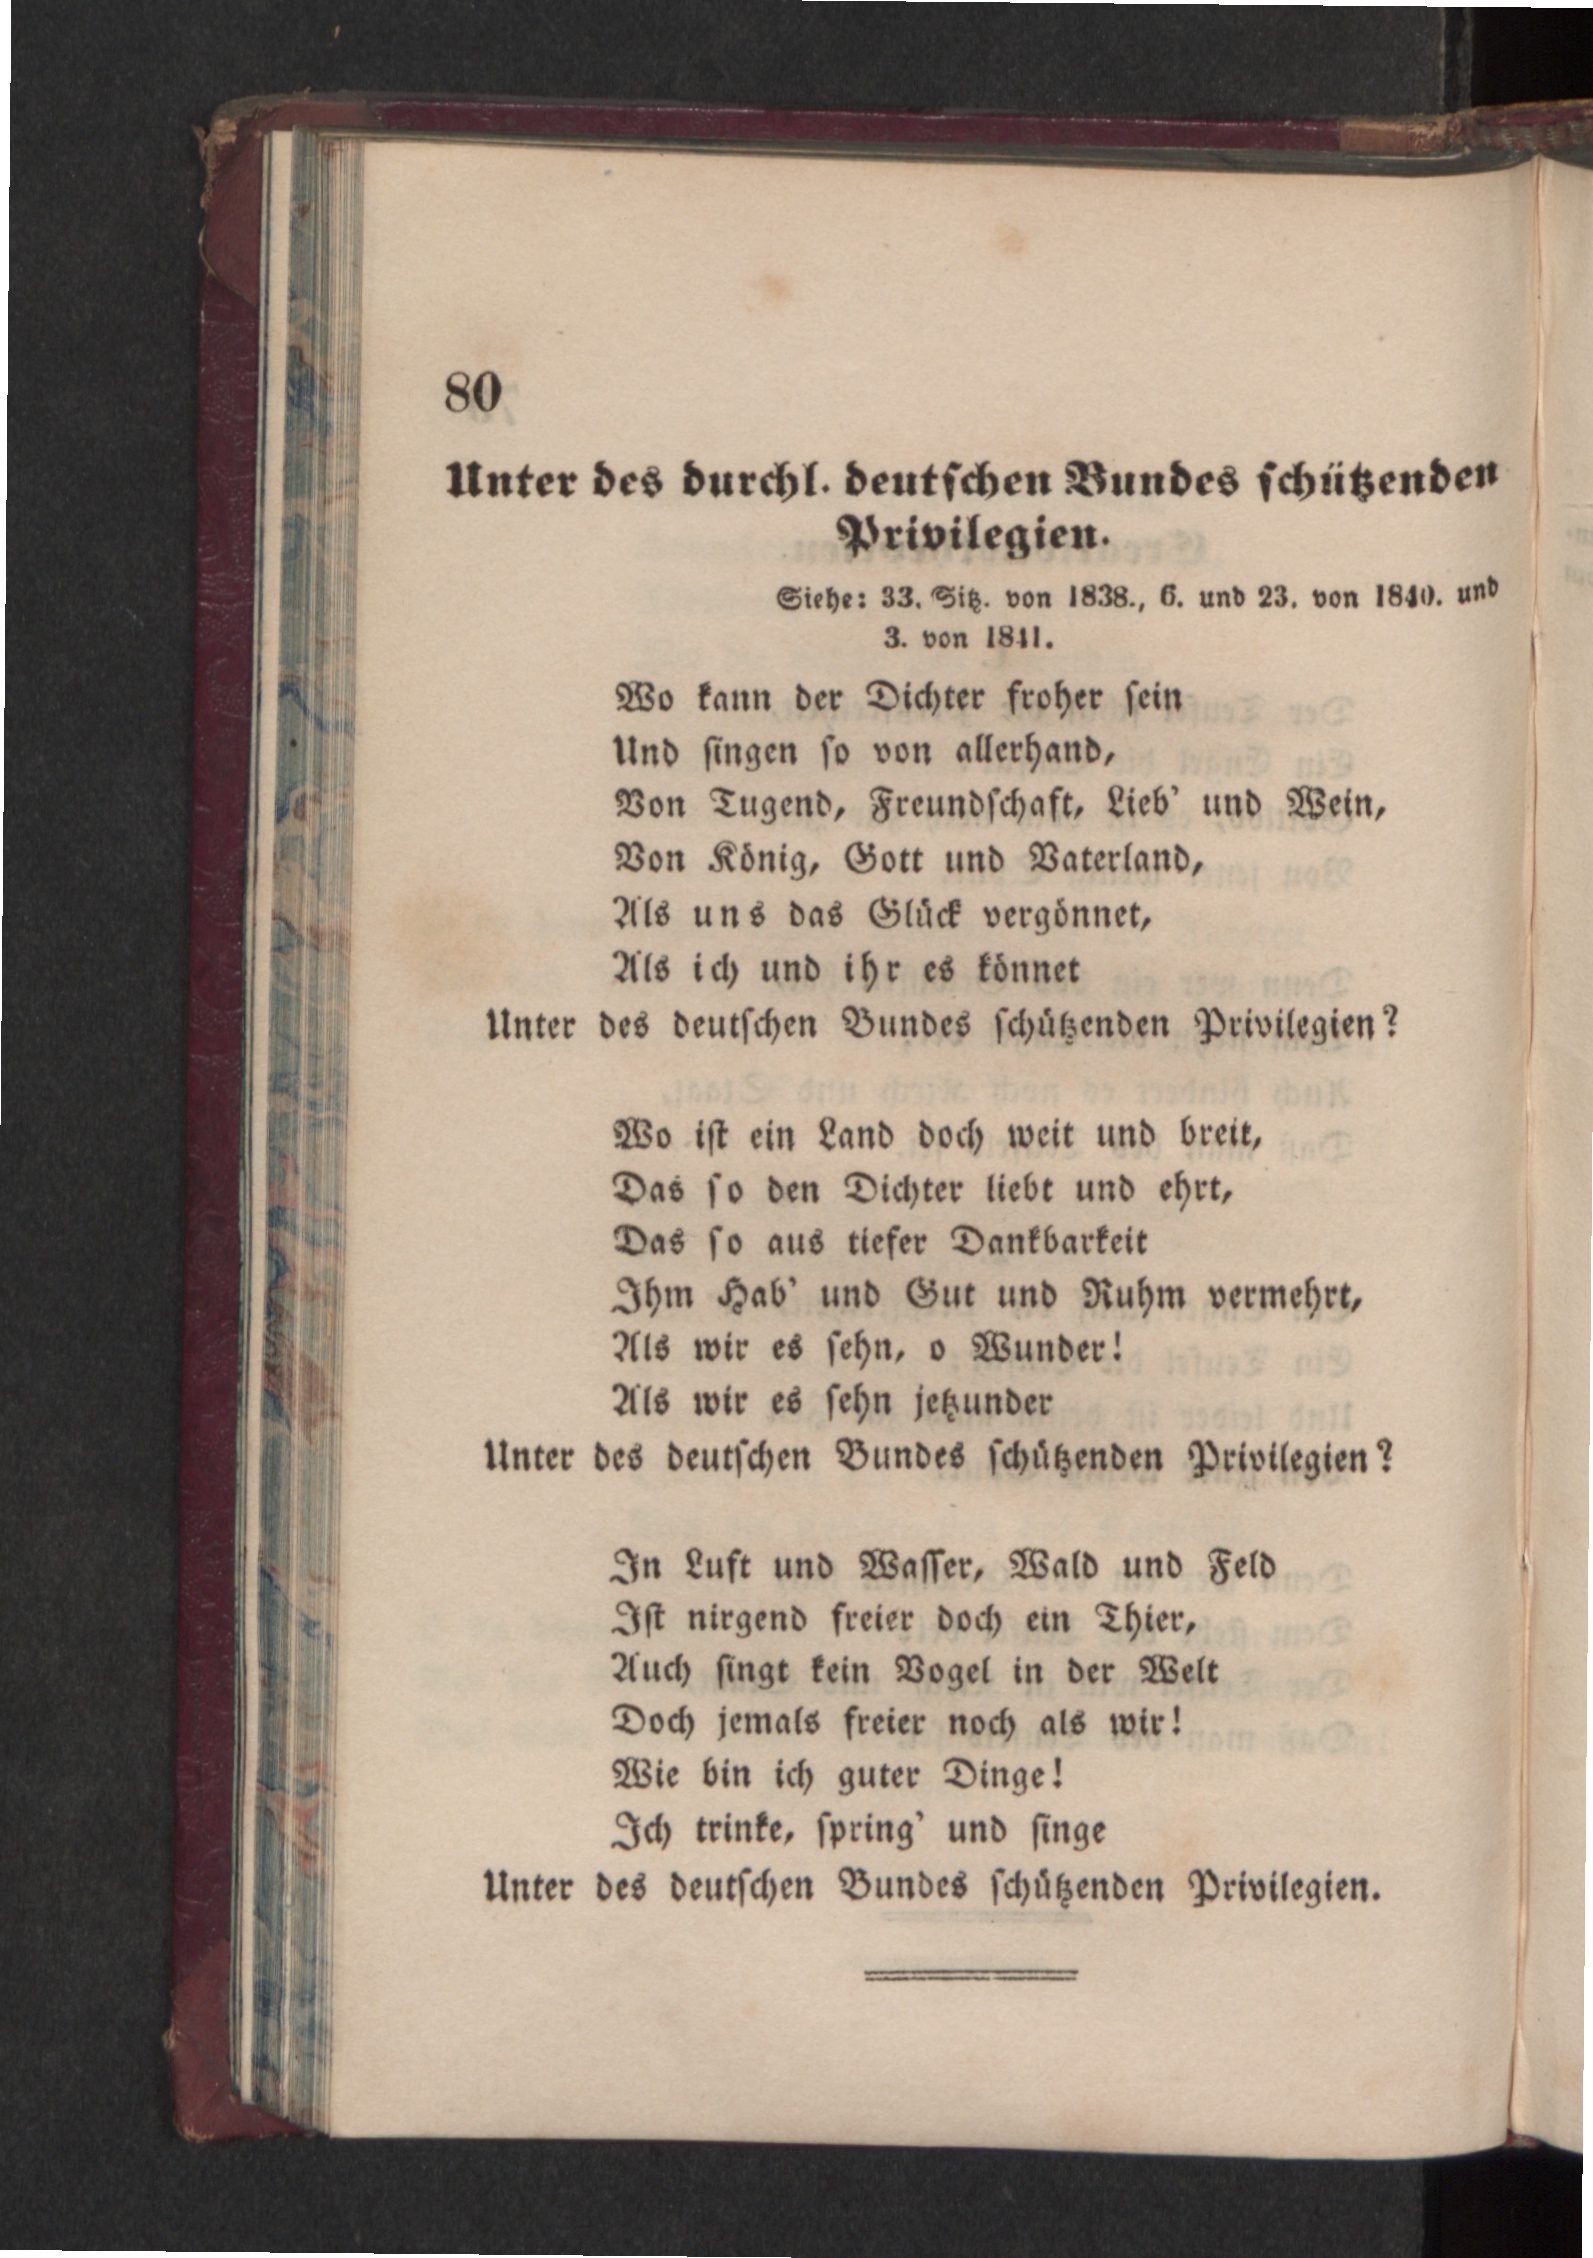 80
Unter des durchl. deutschen Bundes schützenden
Privilegien.
Siehe: 33. Sitz. von 1838., 6. und 23. von 1840. und
3. von 1841.
Wo kann der Dichter froher sein
Und singen so von allerhand,
Von Tugend, Freundschaft, Lieb' und Wein,
Von König, Gott und Vaterland,
Als uns das Glück vergönnet,
Als ich und ihr es könnet
Unter des deutschen Bundes schützenden Privilegien?
Wo ist ein Land doch weit und breit,
Das so den Dichter liebt und ehrt,
Das so aus tiefer Dankbarkeit
Ihm Hab' und Gut und Ruhm vermehrt,
Als wir es sehn, o Wunder!
Als wir es sehn jetzunder
Unter des deutschen Bundes schützenden Privilegien?
In Luft und Wasser, Wald und Feld
Ist nirgend freier doch ein Thier,
Auch singt kein Vogel in der Welt
Doch jemals freier noch als wir!
Wie bin ich guter Dinge!
Ich trinke, spring' und singe
Unter des deutschen Bundes schützenden Privilegien.